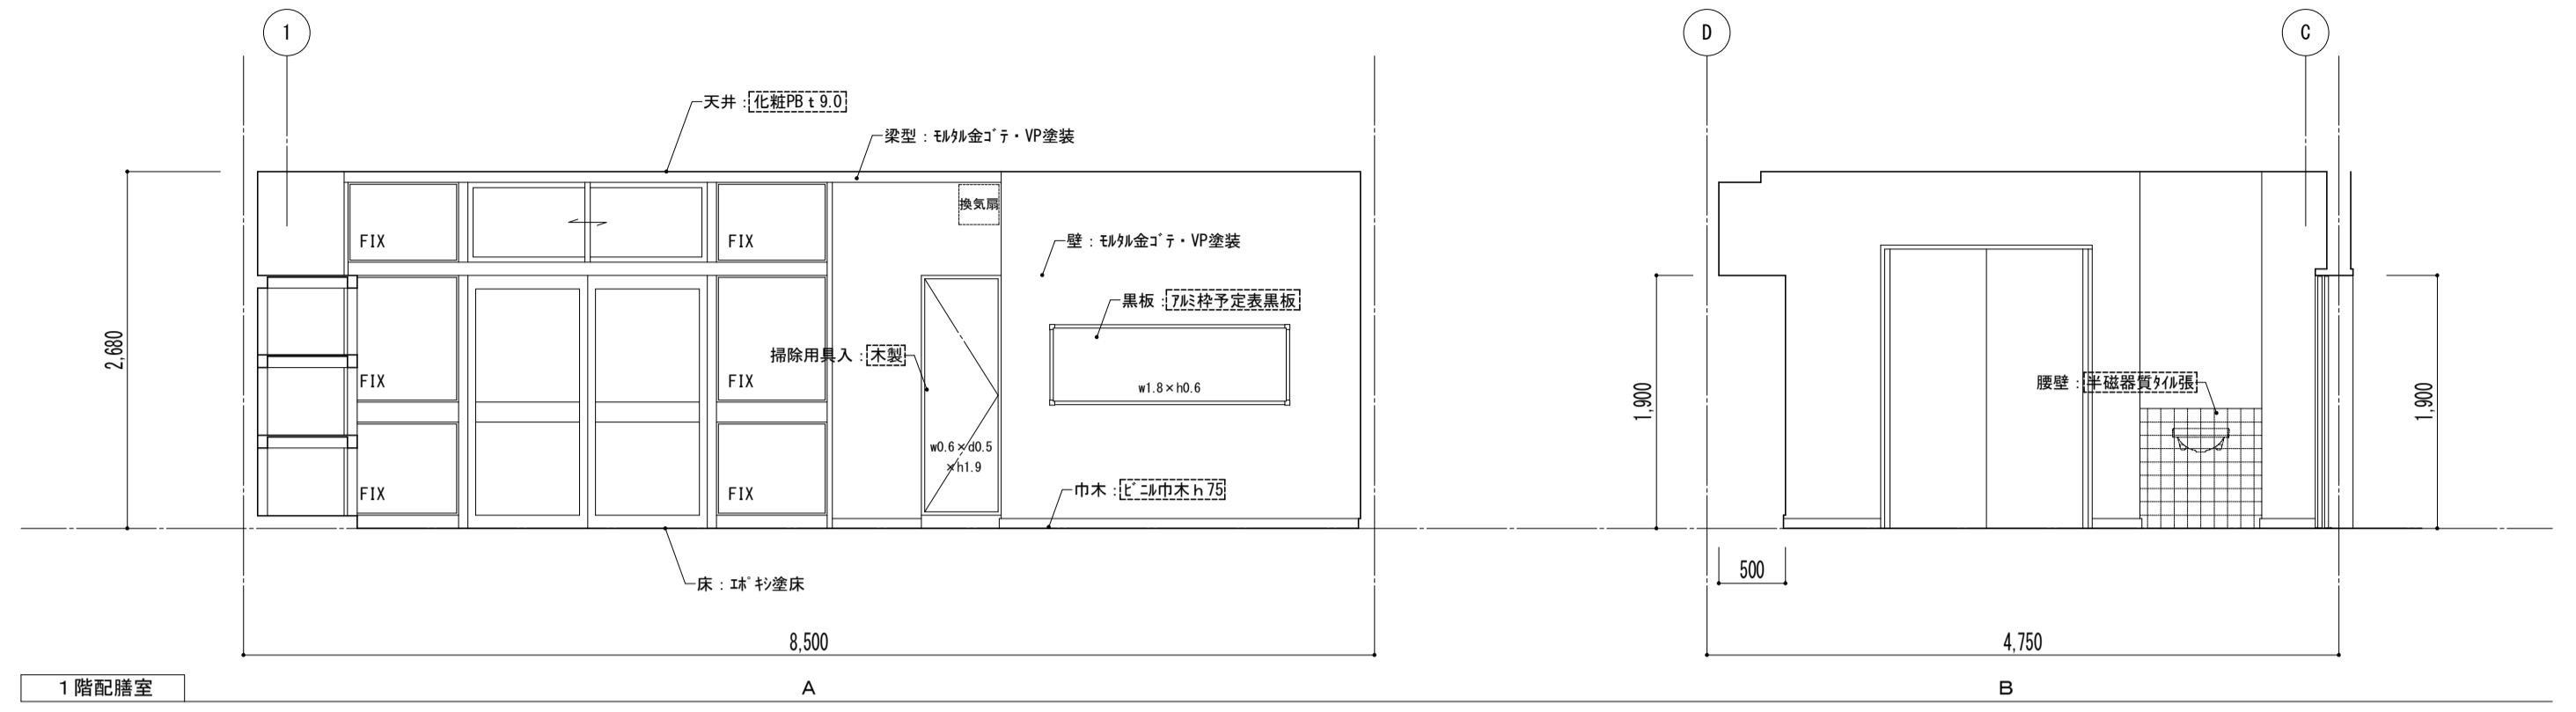 1
D
C
天井：化粧PB t 9.0
梁型：ﾓﾙﾀﾙ金ｺﾞﾃ・VP塗装
換気扇
FIX
FIX
壁：ﾓﾙﾀﾙ金ｺﾞﾃ・VP塗装
黒板：ｱﾙﾐ枠予定表黒板
2,680
掃除用具入：木製
FIX
FIX
w1.8×h0.6
1,900
腰壁：半磁器質ﾀｲﾙ張
1,900
w0.6×d0.5
×h1.9
FIX
FIX
巾木：ﾋﾞﾆﾙ巾木ｈ75
床：ｴﾎﾟｷｼ塗床
500
8,500
4,750
１階配膳室
A
B